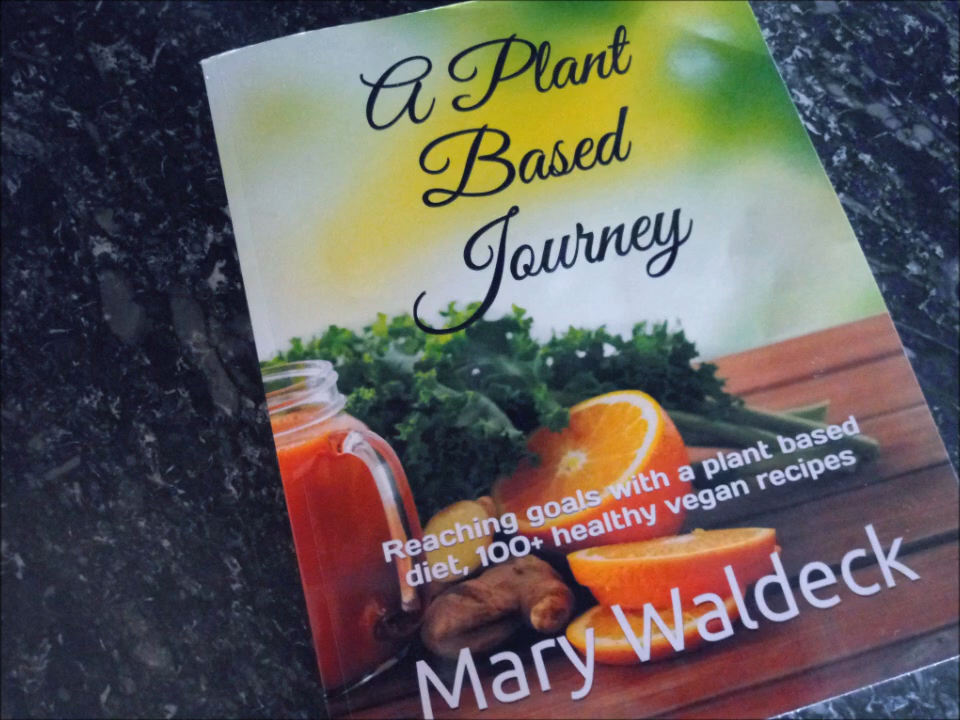 A Plant
Based
Journey
Reaching goals with a plant based
diet, 100+ healthy vegan recipes
Mary Waldeck